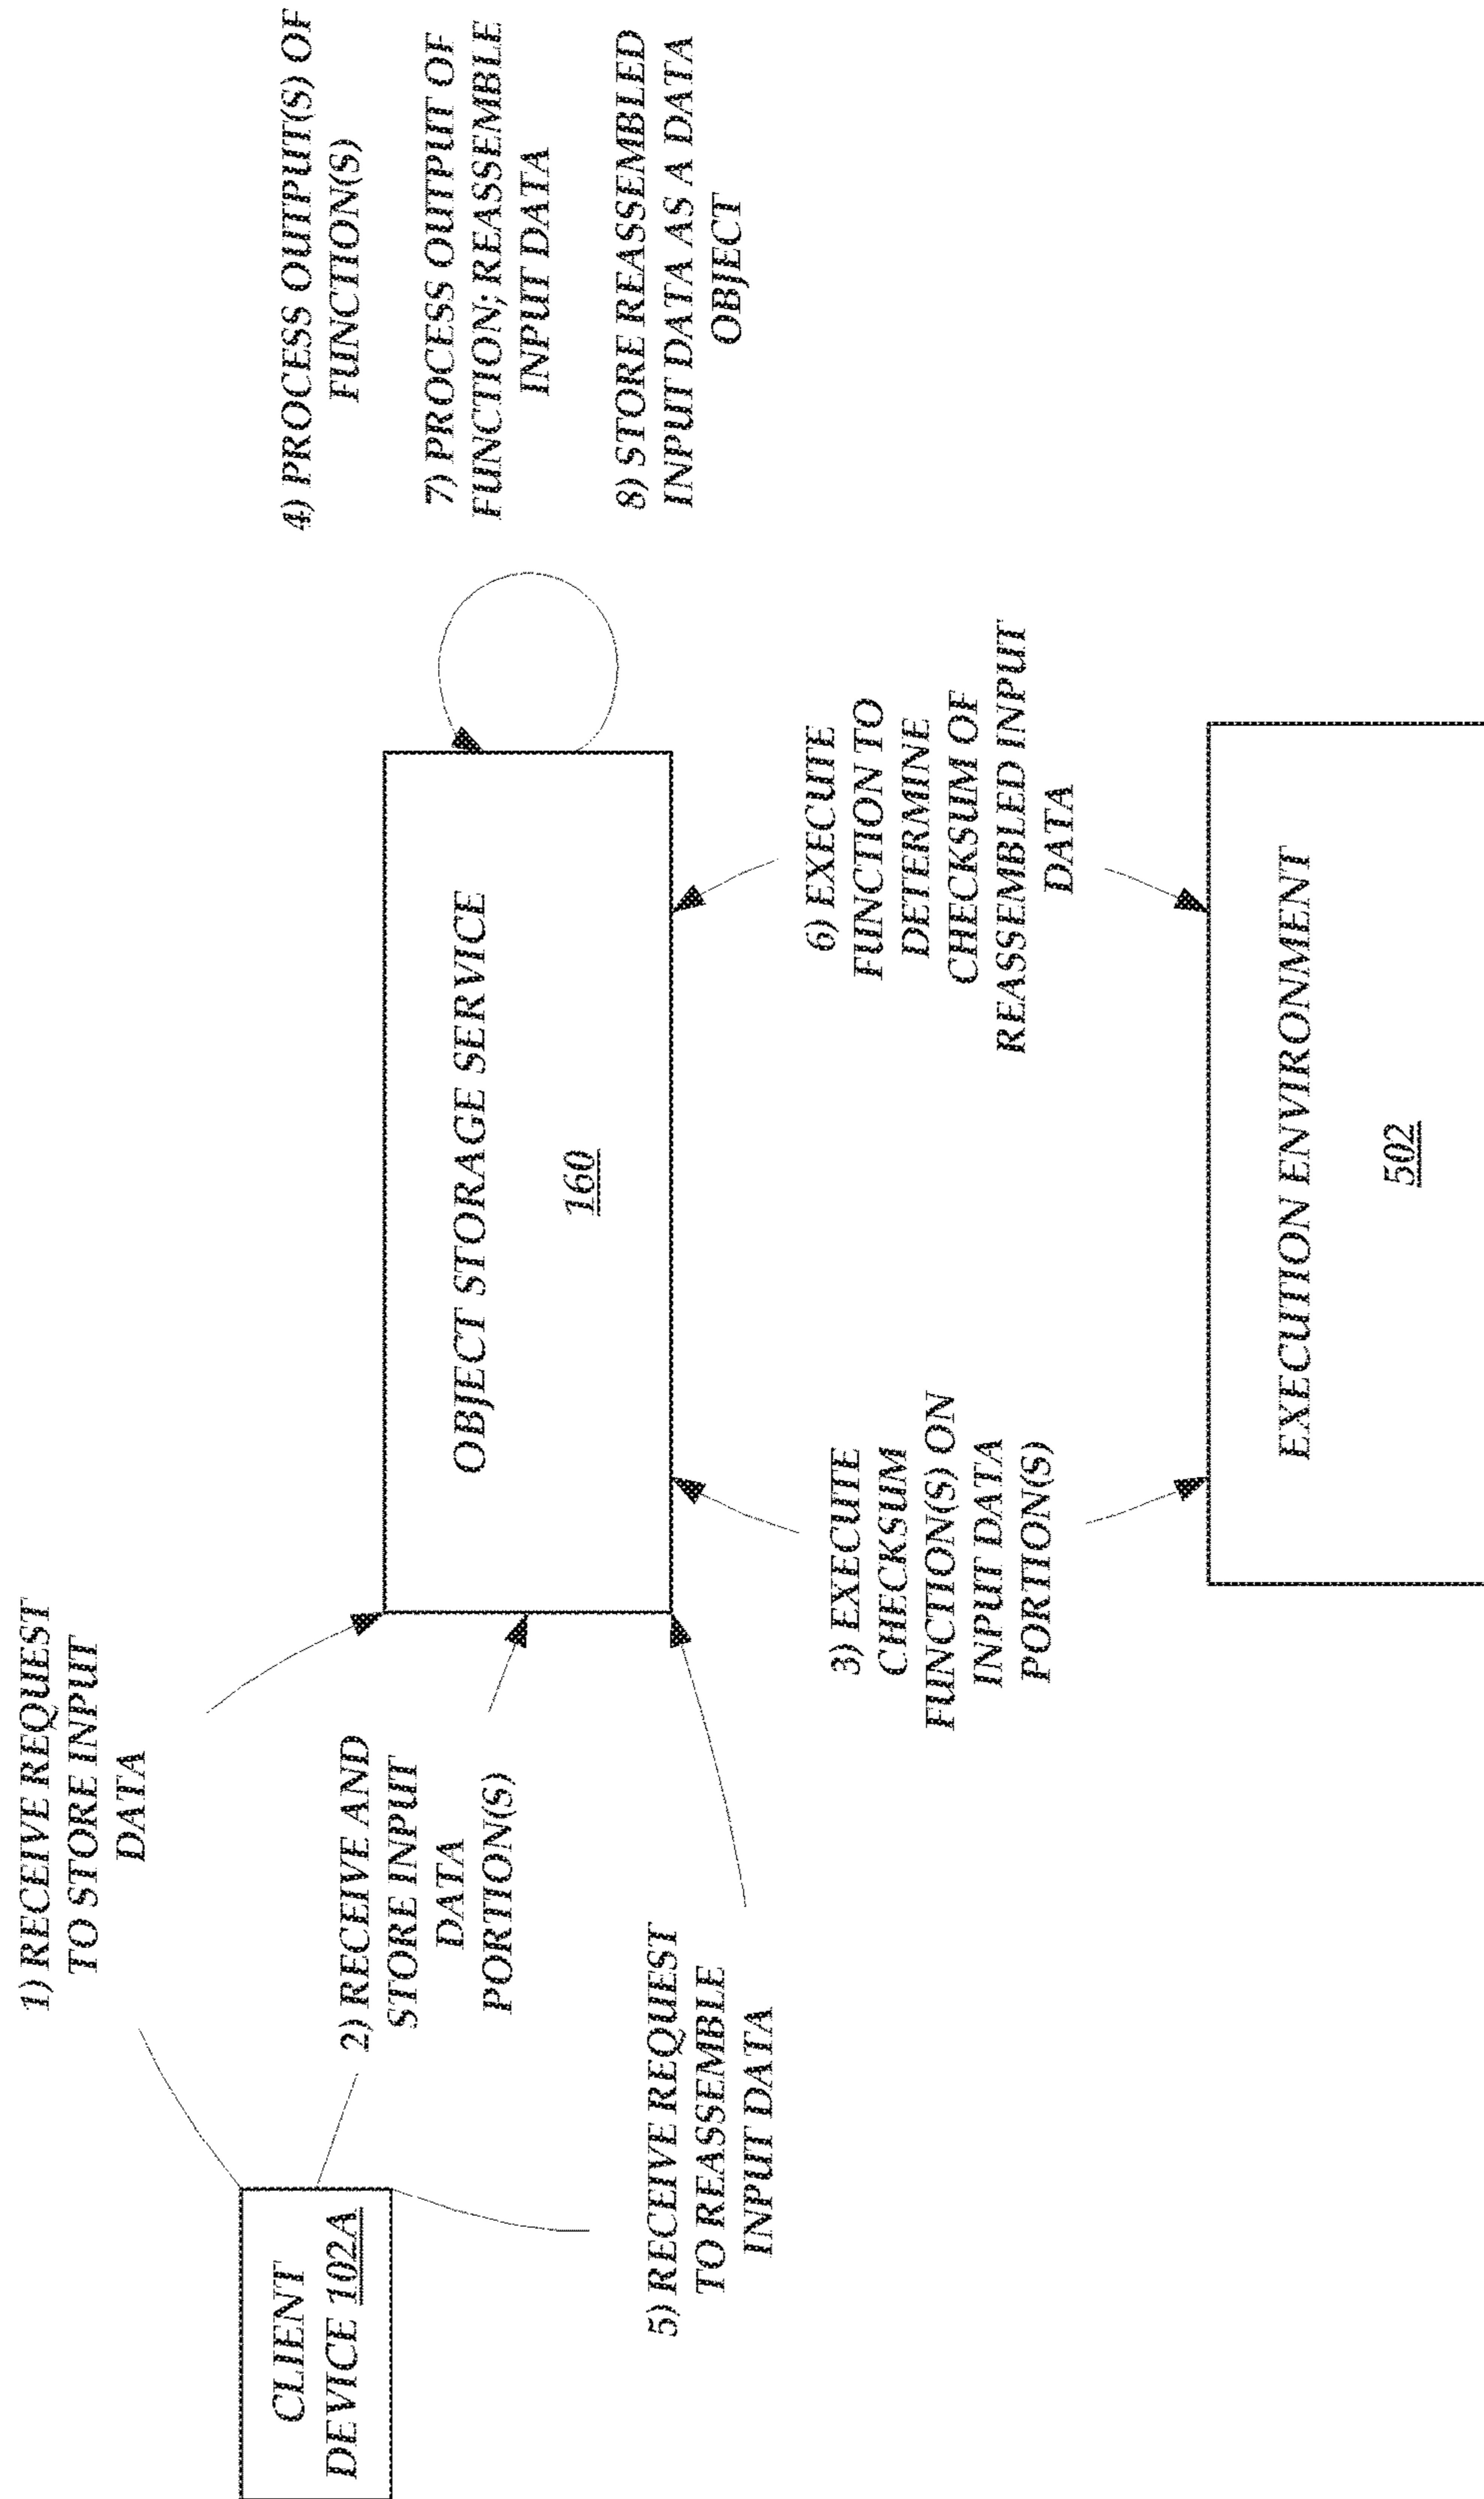 1) RECEIVE REQUEST
TO STORE INPUT
DATA
CLIENT
DEVICE 102A
2) RECEIVE AND
STORE INPUT
DATA
PORTION(S)
5) RECEIVE REQUEST
TO REASSEMBLE
INPUT DATA
OBJECT STORAGE SERVICE
160
4) PROCESS OUTPUT(S) OF
FUNCTION(S)
7) PROCESS OUTPUT OF
FUNCTION; REASSEMBLE
INPUT DATA
8) STORE REASSEMBLED
INPUT DATA AS A DATA
OBJECT
3) EXECUTE
CHECKSUM
FUNCTION(S) ON
INPUT DATA
PORTION(S)
6) EXECUTE
FUNCTION TO
DETERMINE
CHECKSUM OF
REASSEMBLED INPUT
DATA
EXECUTION ENVIRONMENT
502